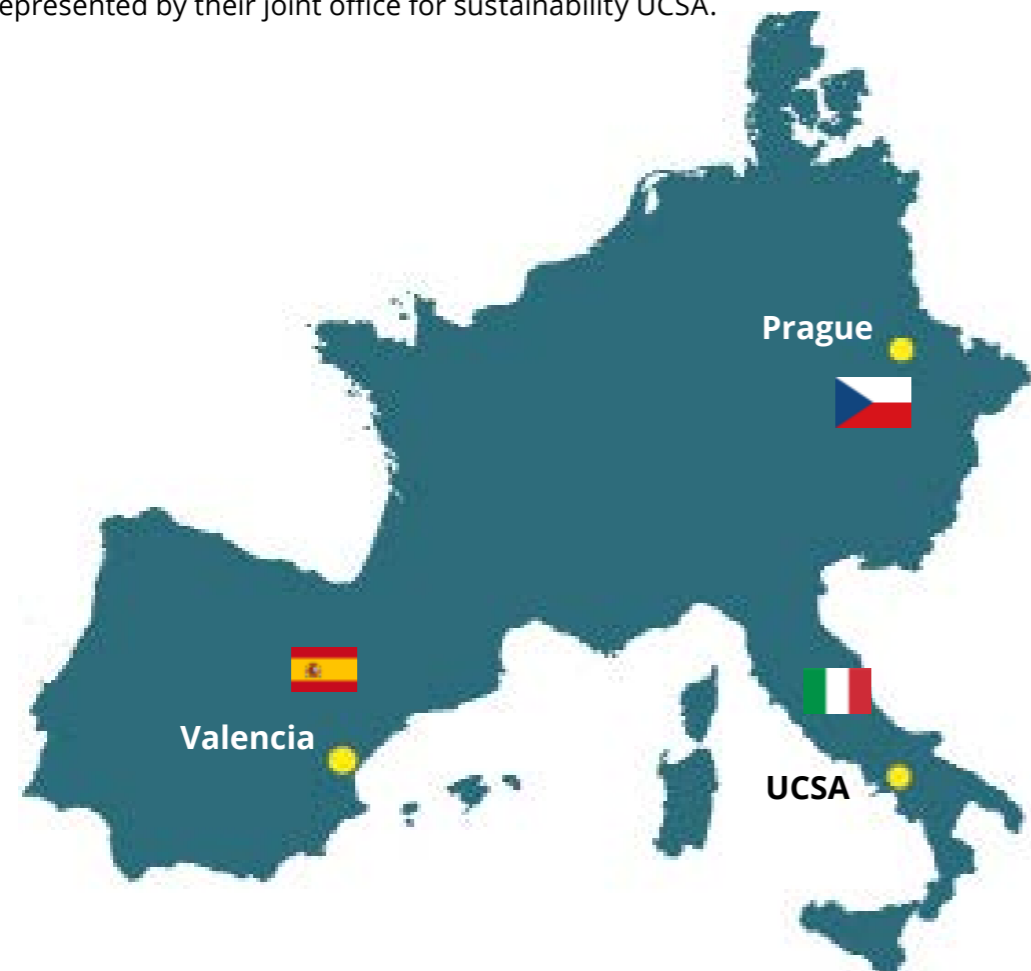 epresented by their joint office for sustainability UCSA.
Prague
Valencia
UCSA